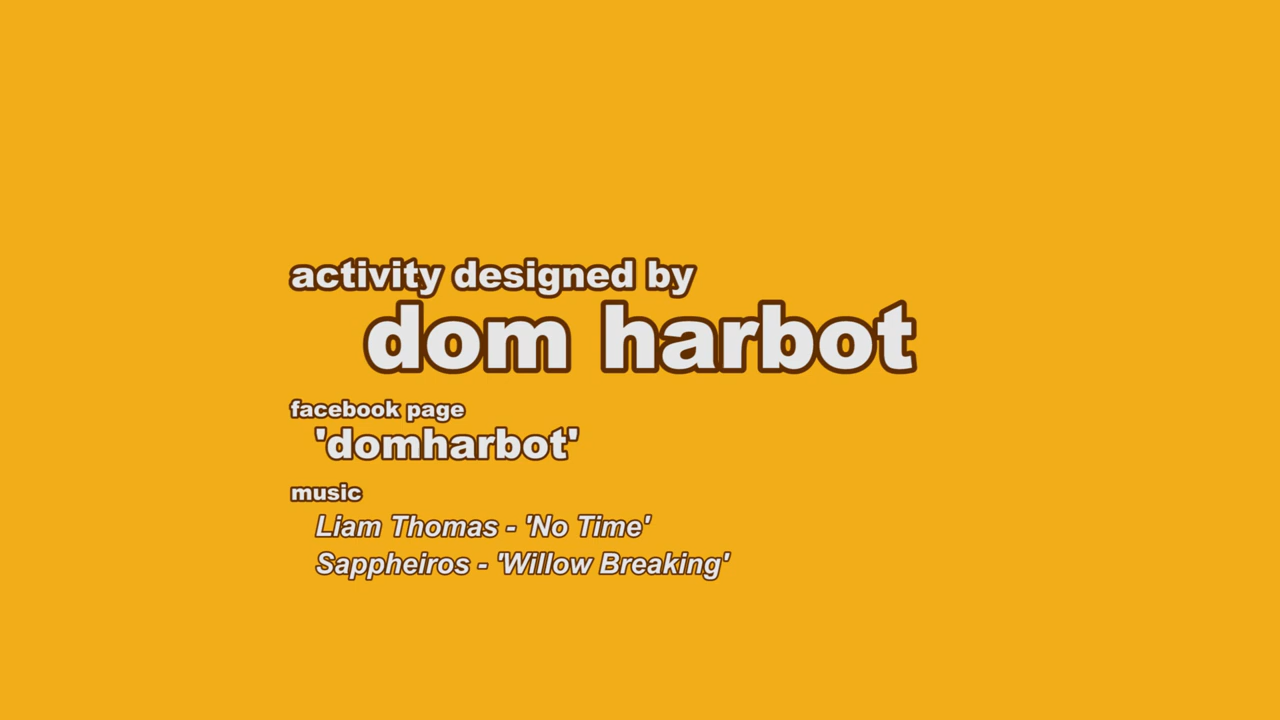 activity designed by
dom harbot
facebook page
'domharbot'
music
Liam Thomas - 'No Time'
Sappheiros - 'Willow Breaking'